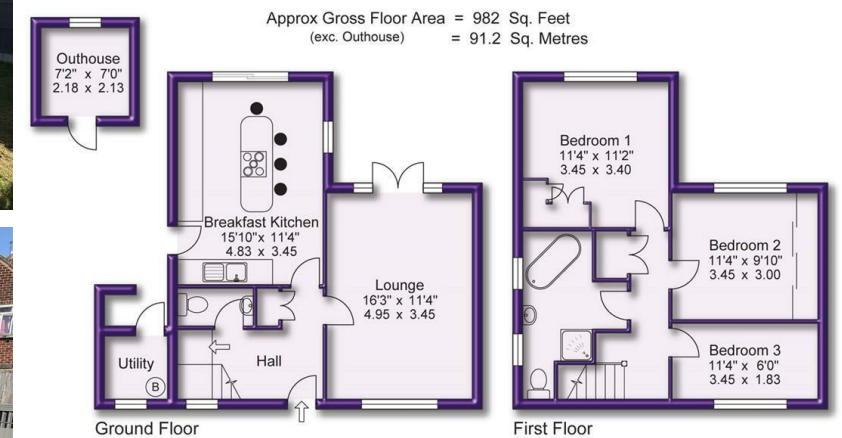 Approx Gross Floor Area = 982 Sq. Feet
(exc. Outhouse) = 91.2 Sq. Metres
Outhouse
7'2" x 7'0"
2.18 x 2.13
Breakfast Kitchen
15'10"x 11'4"
4.83 x 3.45
Lounge
16'3" x 11'4"
4.95 x 3.45
Utility
B
Hall
Ground Floor
Bedroom 1
11'4" x 11'2"
3.45 x 3.40
Bedroom 2
11'4" x 9'10"
3.45 x 3.00
Bedroom 3
11'4" x 6'0"
3.45 x 1.83
First Floor